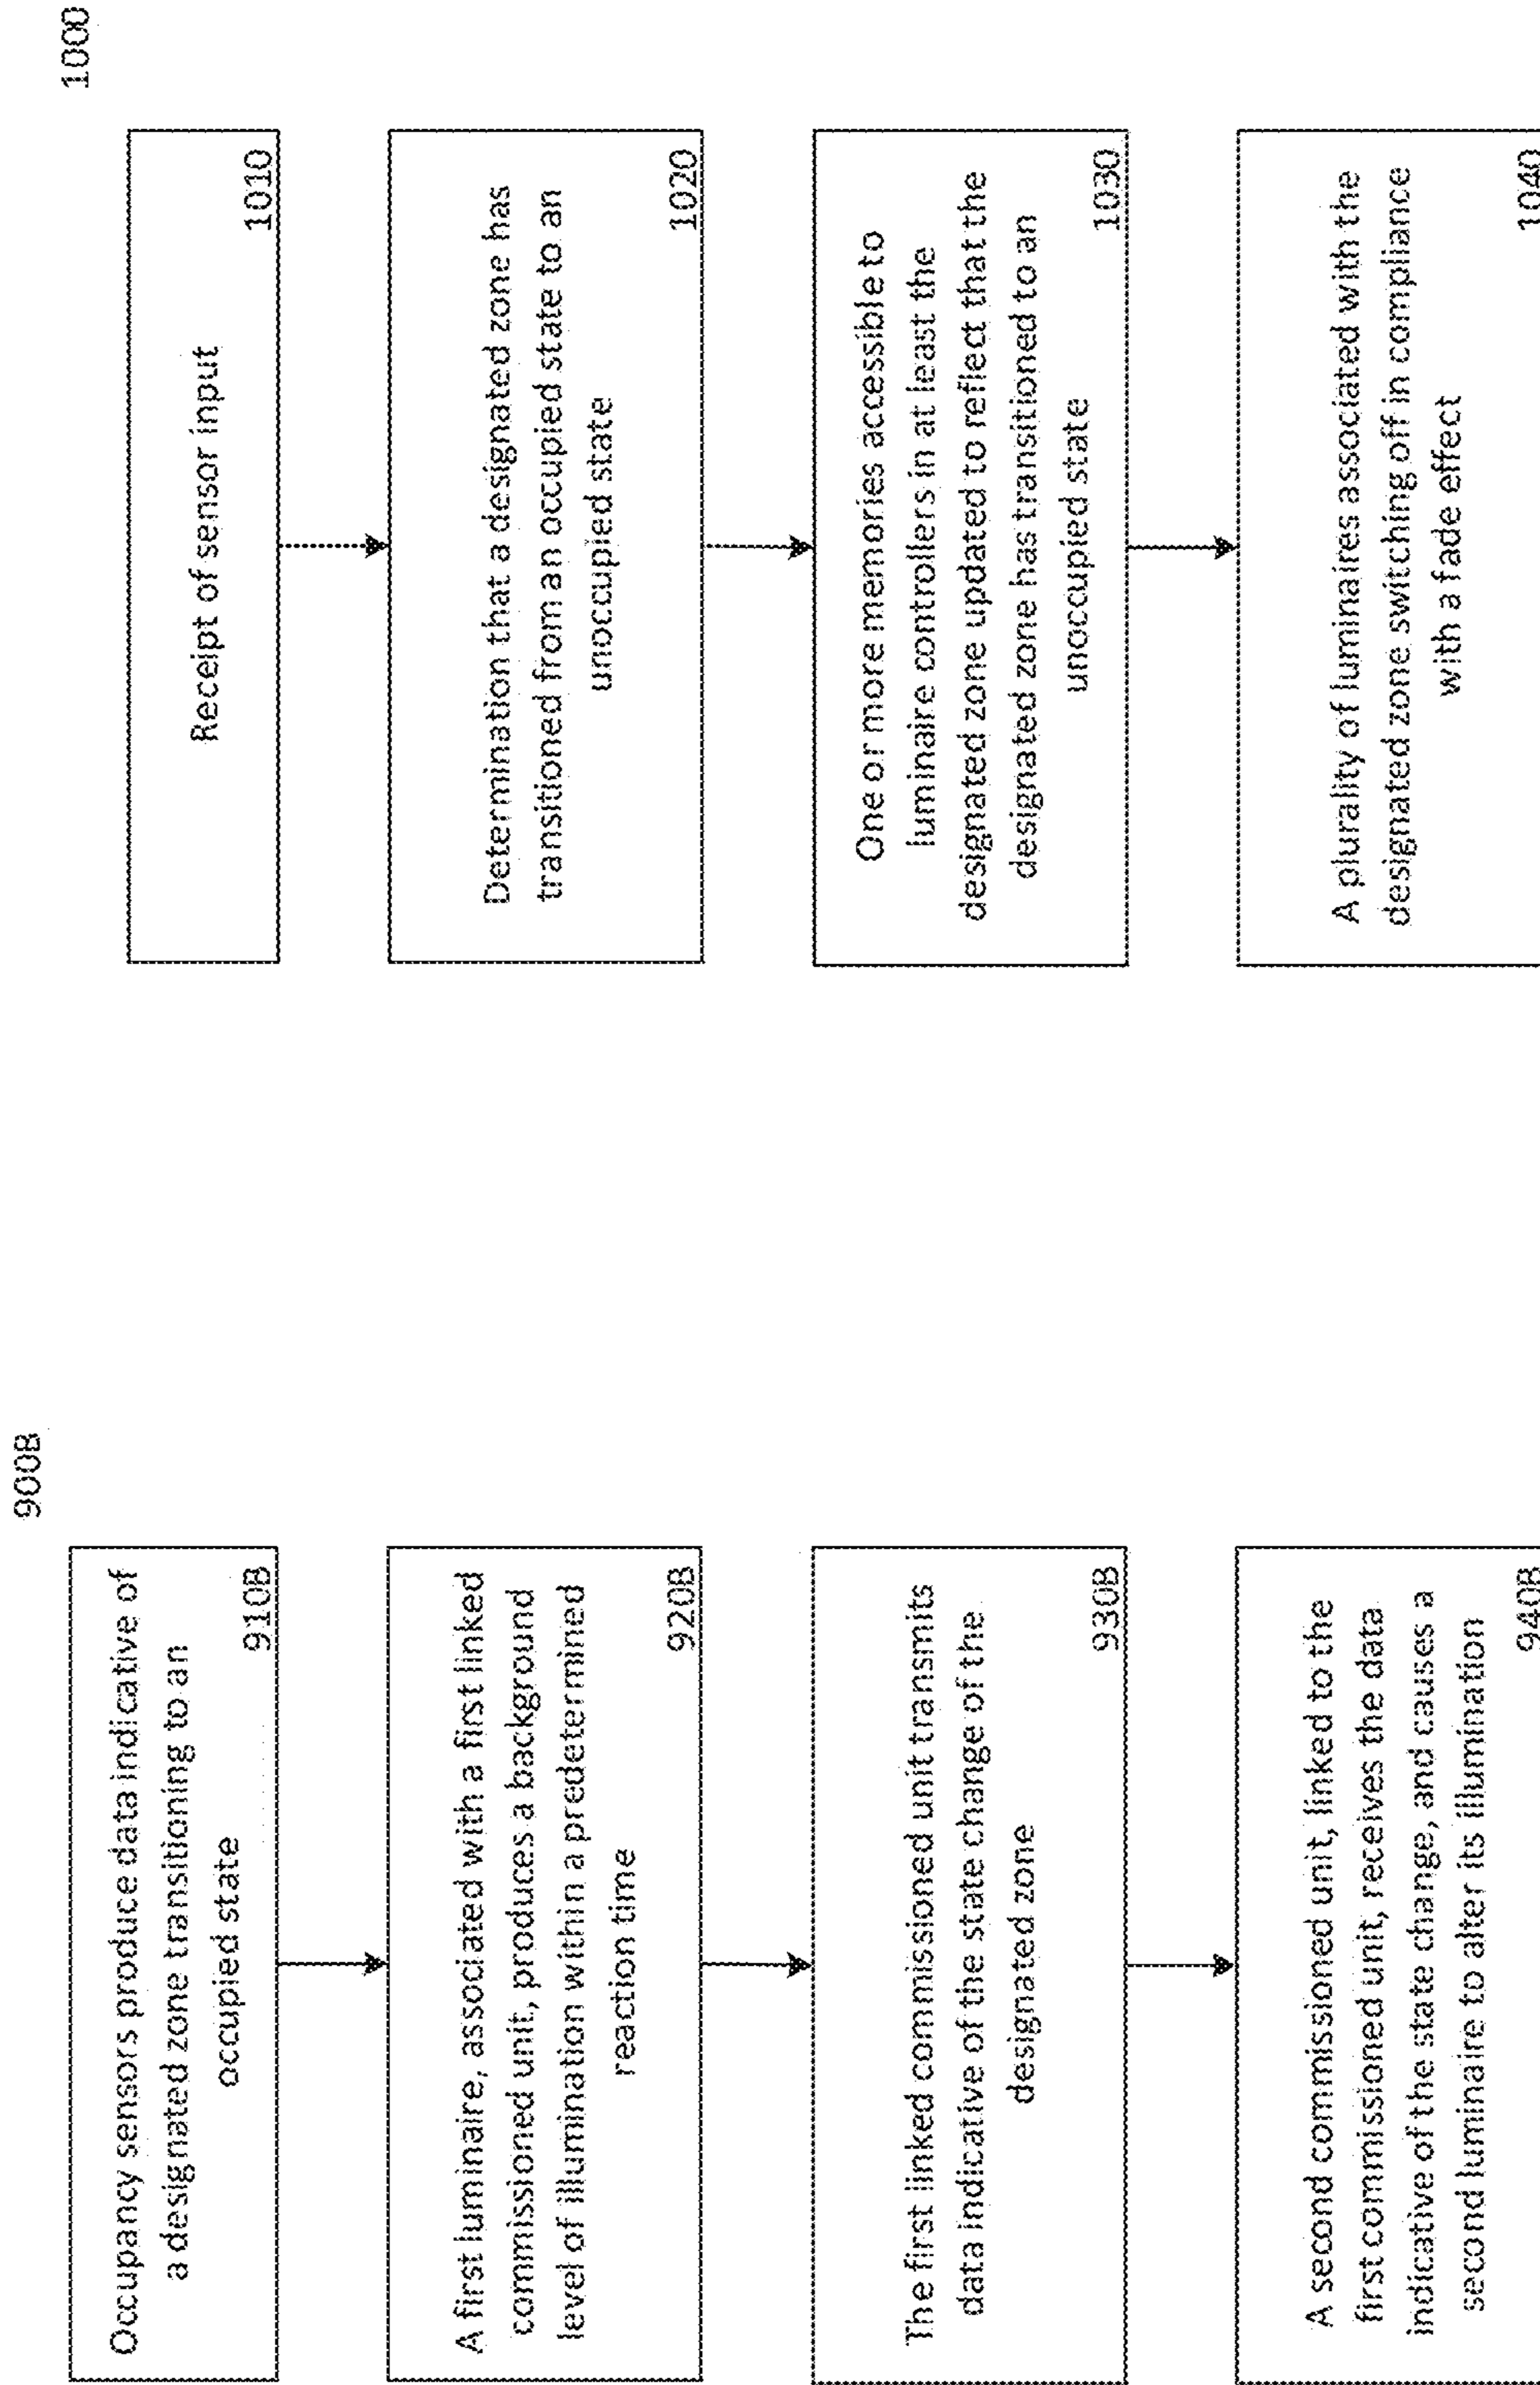 900B
Occupancy sensors produce data indicative of
a designated zone transitioning to an
occupied state
910B
A first luminaire, associated with a first linked
commissioned unit, produces a background
level of illumination within a predetermined
reaction time
920B
The first linked commissioned unit transmits
data indicative of the state change of the
designated zone
930B
A second commissioned unit, linked to the
first commissioned unit, receives the data
indicative of the state change, and causes a
second luminaire to alter its illumination
940B
1000
Receipt of sensor input
1010
Determination that a designated zone has
transitioned from an occupied state to an
unoccupied state
1020
One or more memories accessible to
luminaire controllers in at least the
designated zone updated to reflect that the
designated zone has transitioned to an
unoccupied state
1030
A plurality of luminaires associated with the
designated zone switching off in compliance
with a fade effect
1040